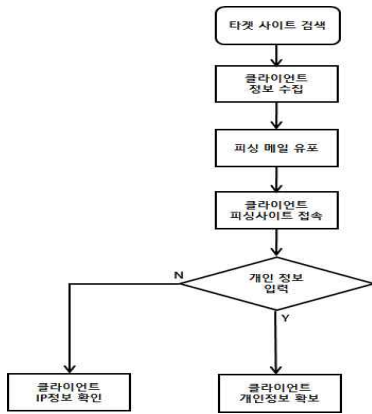 타겟 사이트 검색
클라이언트
정보 수집
피싱 메일 유포
클라이언트
피싱사이트 접속
개인 정보
입력
N
Y
클라이언트
IP정보 확인
클라이언트
개인정보 확보